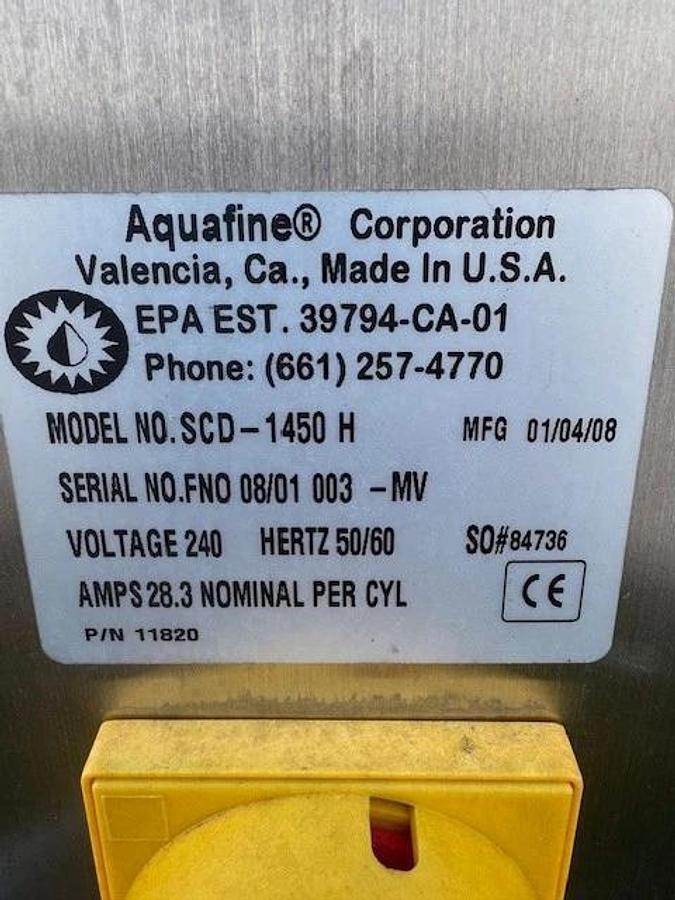 Aquafine® Corporation
Valencia, Ca., Made In U.S.A.
EPA EST. 39794-CA-01
Phone: (661) 257-4770
MODEL NO. SCD-1450 H MFG 01/04/08
SERIAL NO. FNO 08/01 003 -MV
VOLTAGE 240 HERTZ 50/60 SO#84736
AMPS 28.3 NOMINAL PER CYL CE
P/N 11820